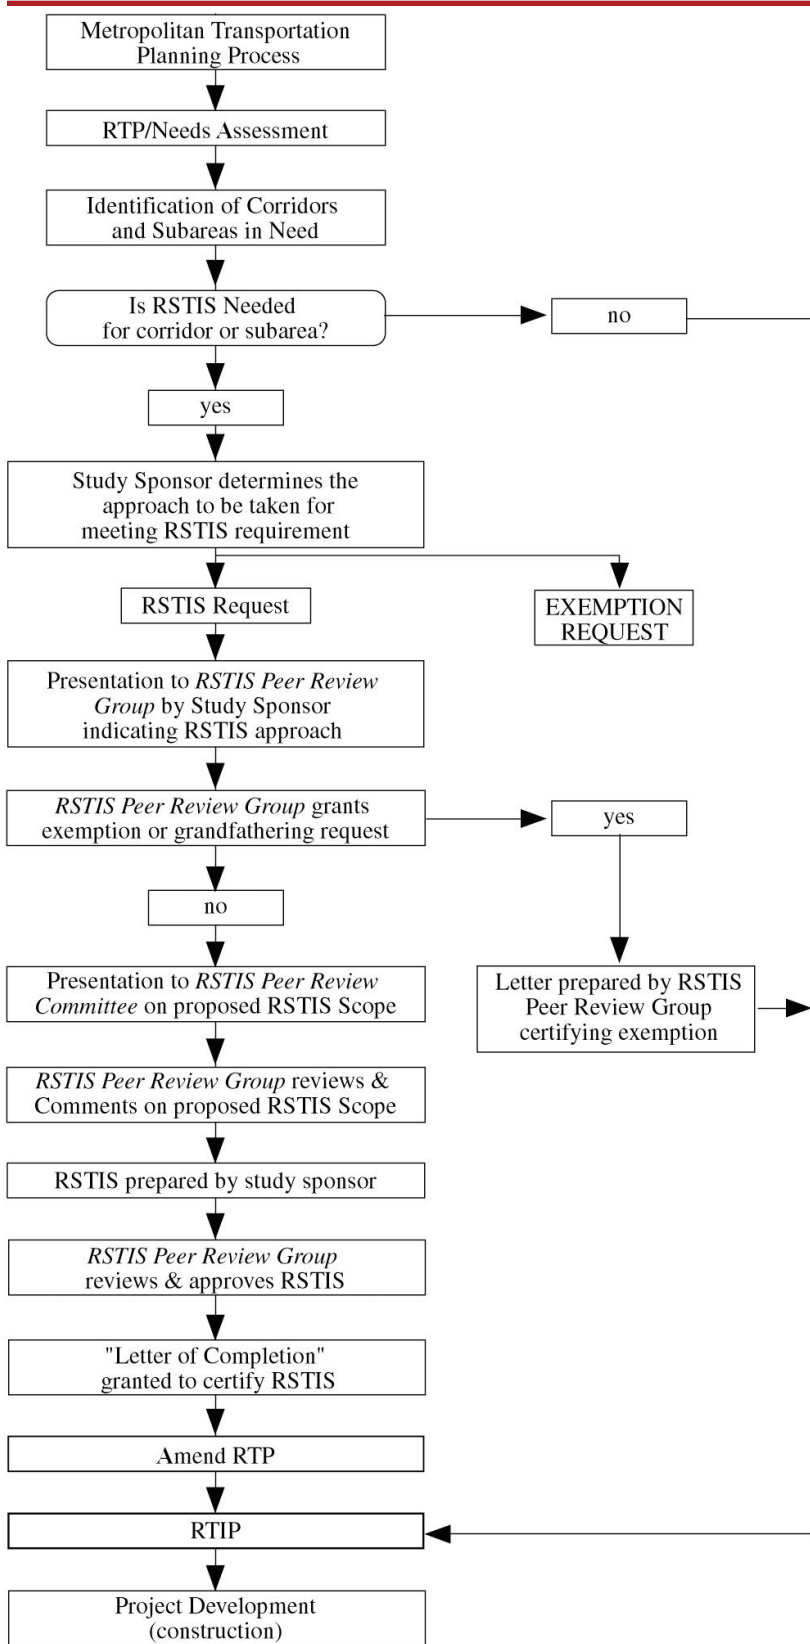 Metropolitan Transportation
Planning Process
RTP/Needs Assessment
Identification of Corridors
and Subareas in Need
Is RSTIS Needed
for corridor or subarea?
no
yes
Study Sponsor determines the
approach to be taken for
meeting RSTIS requirement
RSTIS Request
EXEMPTION
REQUEST
Presentation to RSTIS Peer Review
Group by Study Sponsor
indicating RSTIS approach
RSTIS Peer Review Group grants
exemption or grandfathering request
yes
no
Presentation to RSTIS Peer Review
Committee on proposed RSTIS Scope
Letter prepared by RSTIS
Peer Review Group
certifying exemption
RSTIS Peer Review Group reviews &
Comments on proposed RSTIS Scope
RSTIS prepared by study sponsor
RSTIS Peer Review Group
reviews & approves RSTIS
"Letter of Completion"
granted to certify RSTIS
Amend RTP
RTIP
Project Development
(construction)